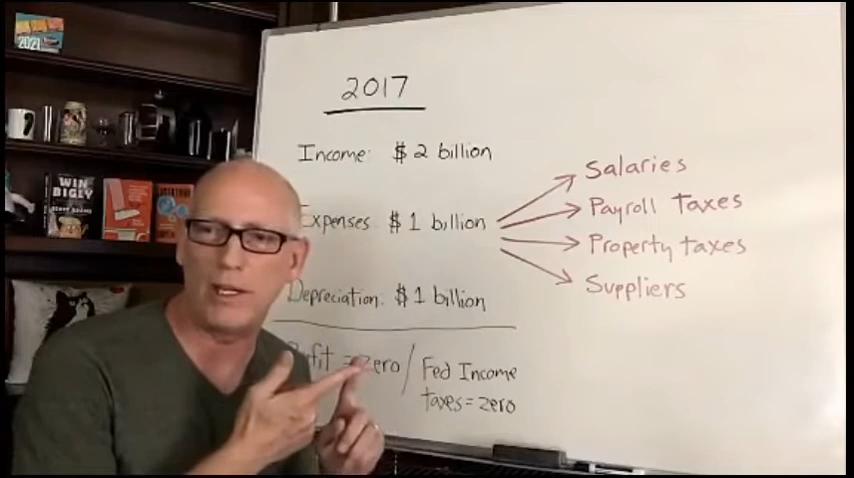 2021
WIN
BIGLY
2017
Income: $2 billion
Expenses $1 billion
Salaries
Payroll Taxes
Property taxes
Suppliers
Depreciation: $1 billion
= zero / Fed Income
taxes = zero